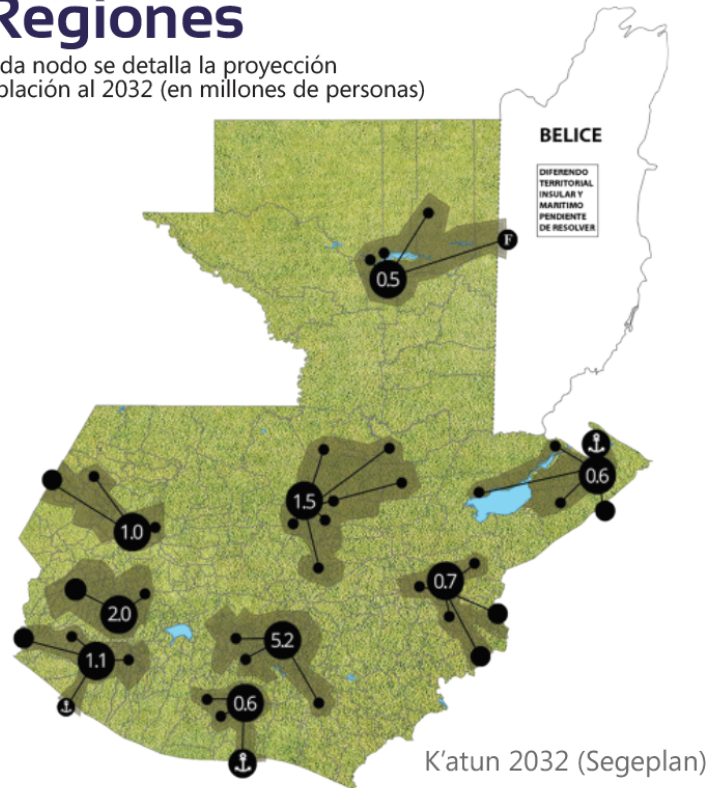 Regiones
da nodo se detalla la proyección
blación al 2032 (en millones de personas)
BELICE
DIFERENDO
TERRITORIAL
INSULAR Y
MARITIMO
PENDIENTE
DE RESOLVER
F
0.5
0.6
1.5
1.0
0.7
2.0
5.2
1.1
0.6
K'atun 2032 (Segeplan)